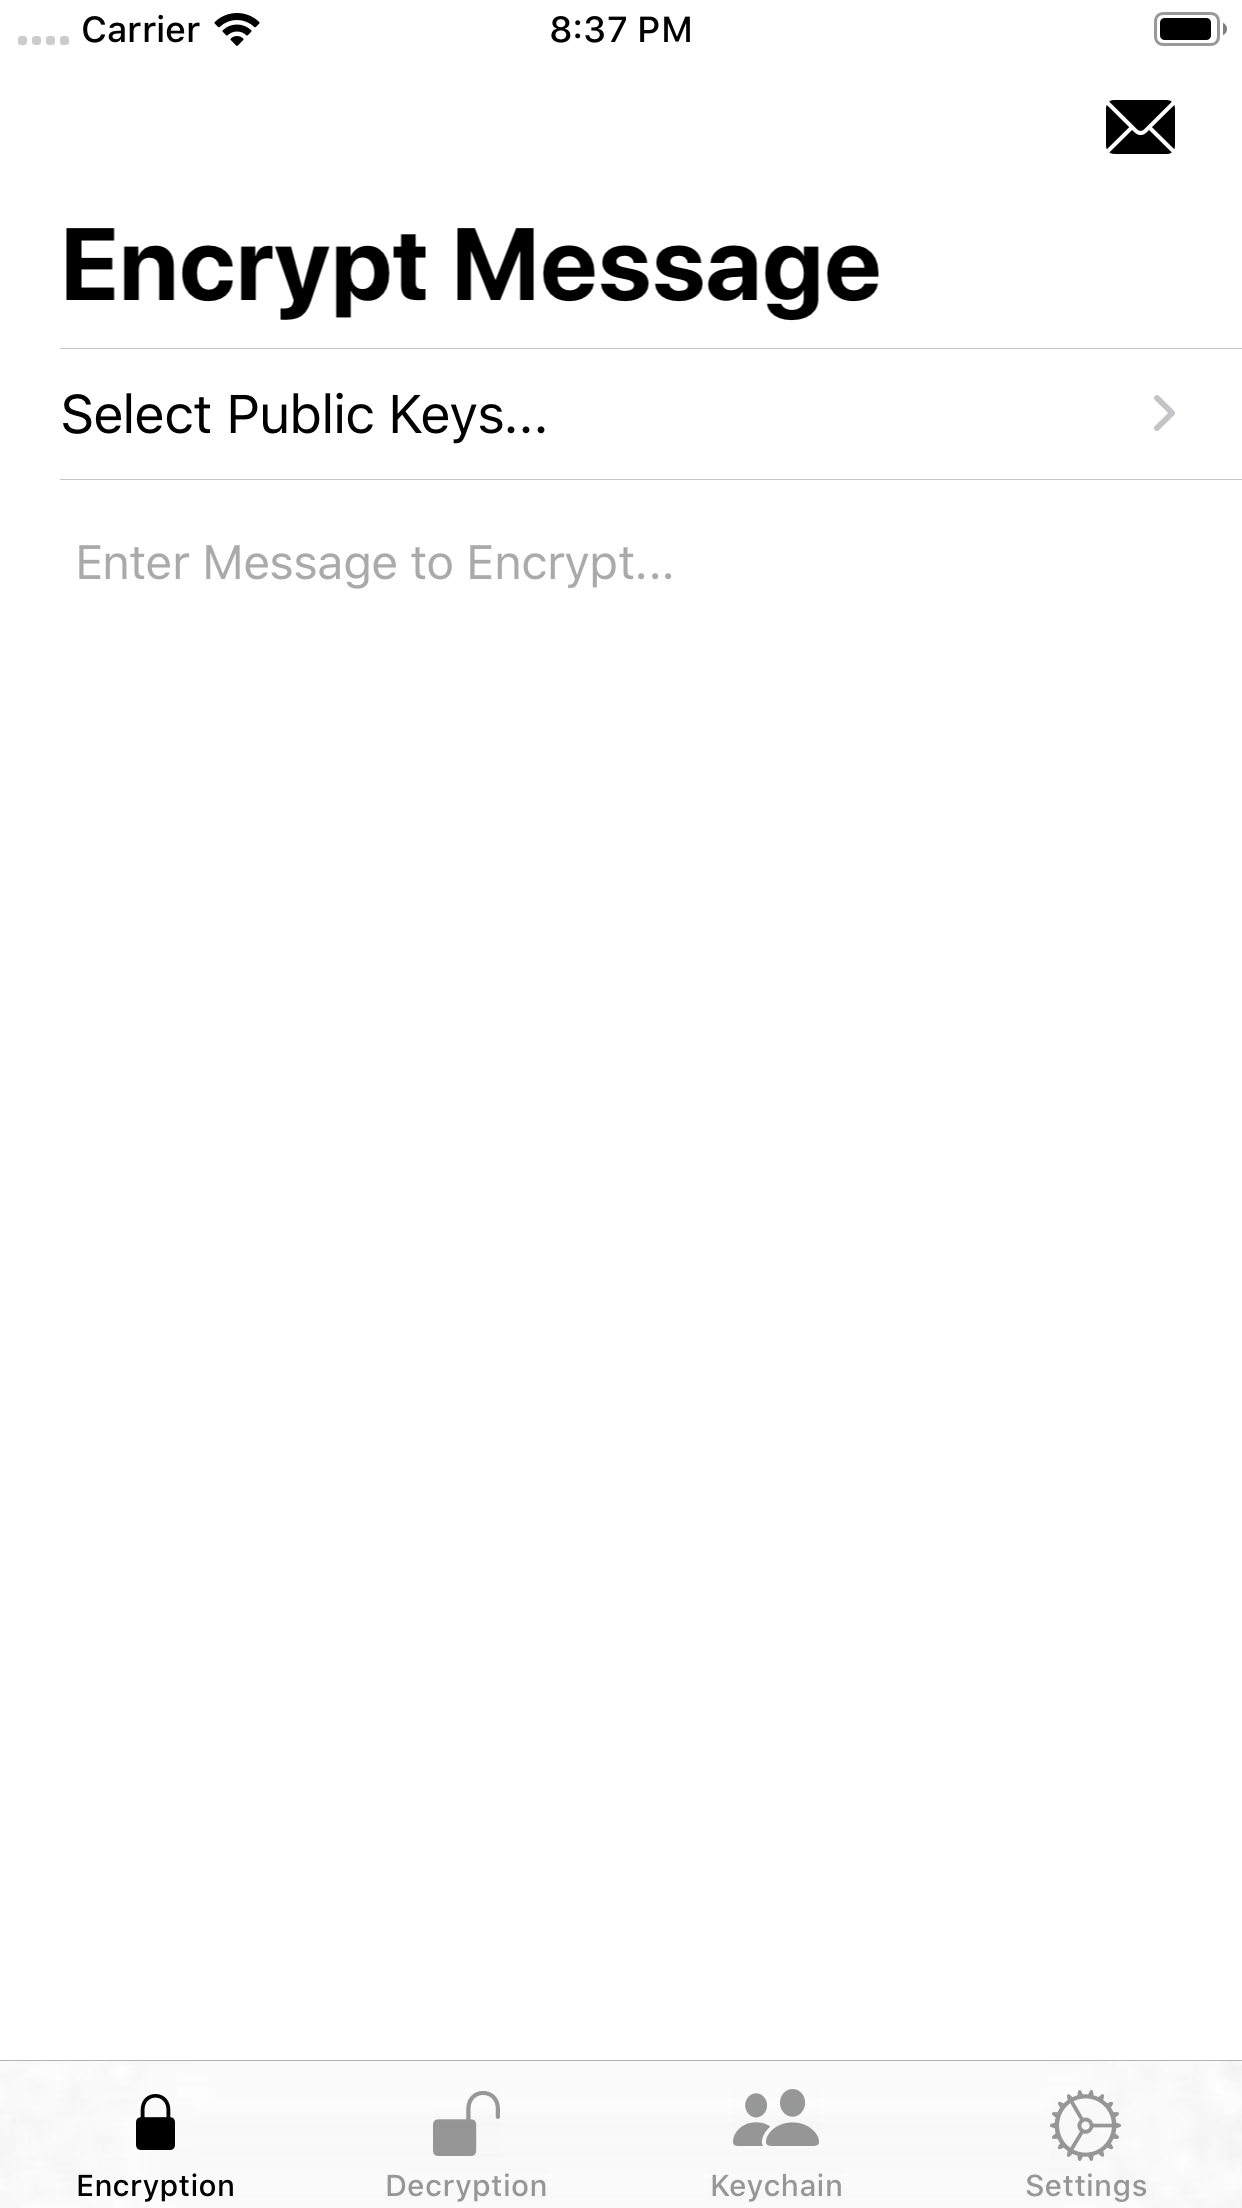 Carrier 8:37 PM
Encrypt Message
Select Public Keys...
Enter Message to Encrypt...
Encryption Decryption Keychain Settings